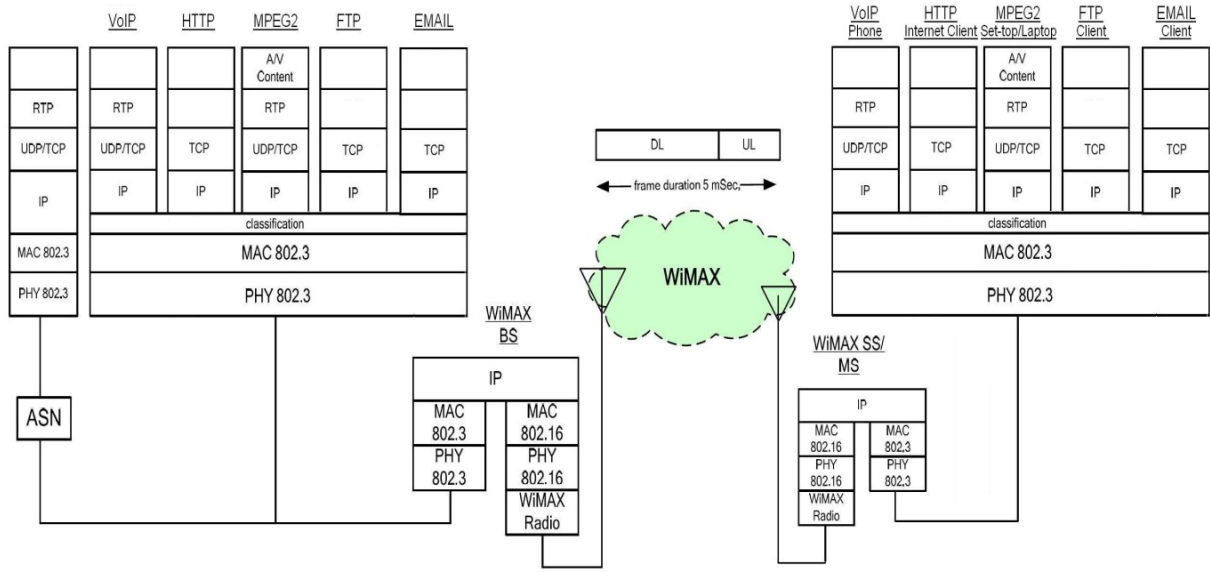 VoIP HTTP MPEG2 FTP EMAIL
A/V
Content
RTP RTP RTP
UDP/TCP UDP/TCP TCP UDP/TCP TCP TCP
IP IP IP IP IP IP
classification
MAC 802.3 MAC 802.3
PHY 802.3 PHY 802.3
ASN
WiMAX
BS
IP
MAC
802.3
PHY
802.3
MAC
802.16
PHY
802.16
WiMAX
Radio
DL UL
frame duration 5 mSec,
WiMAX
VoIP
Phone
HTTP
Internet Client
MPEG2
Set-top/Laptop
FTP
Client
EMAIL
Client
A/V
Content
RTP RTP
UDP/TCP TCP UDP/TCP TCP TCP
IP IP IP IP IP
classification
MAC 802.3
PHY 802.3
WiMAX SS/
MS
IP
MAC
802.16
PHY
802.16
WiMAX
Radio
MAC
802.3
PHY
802.3